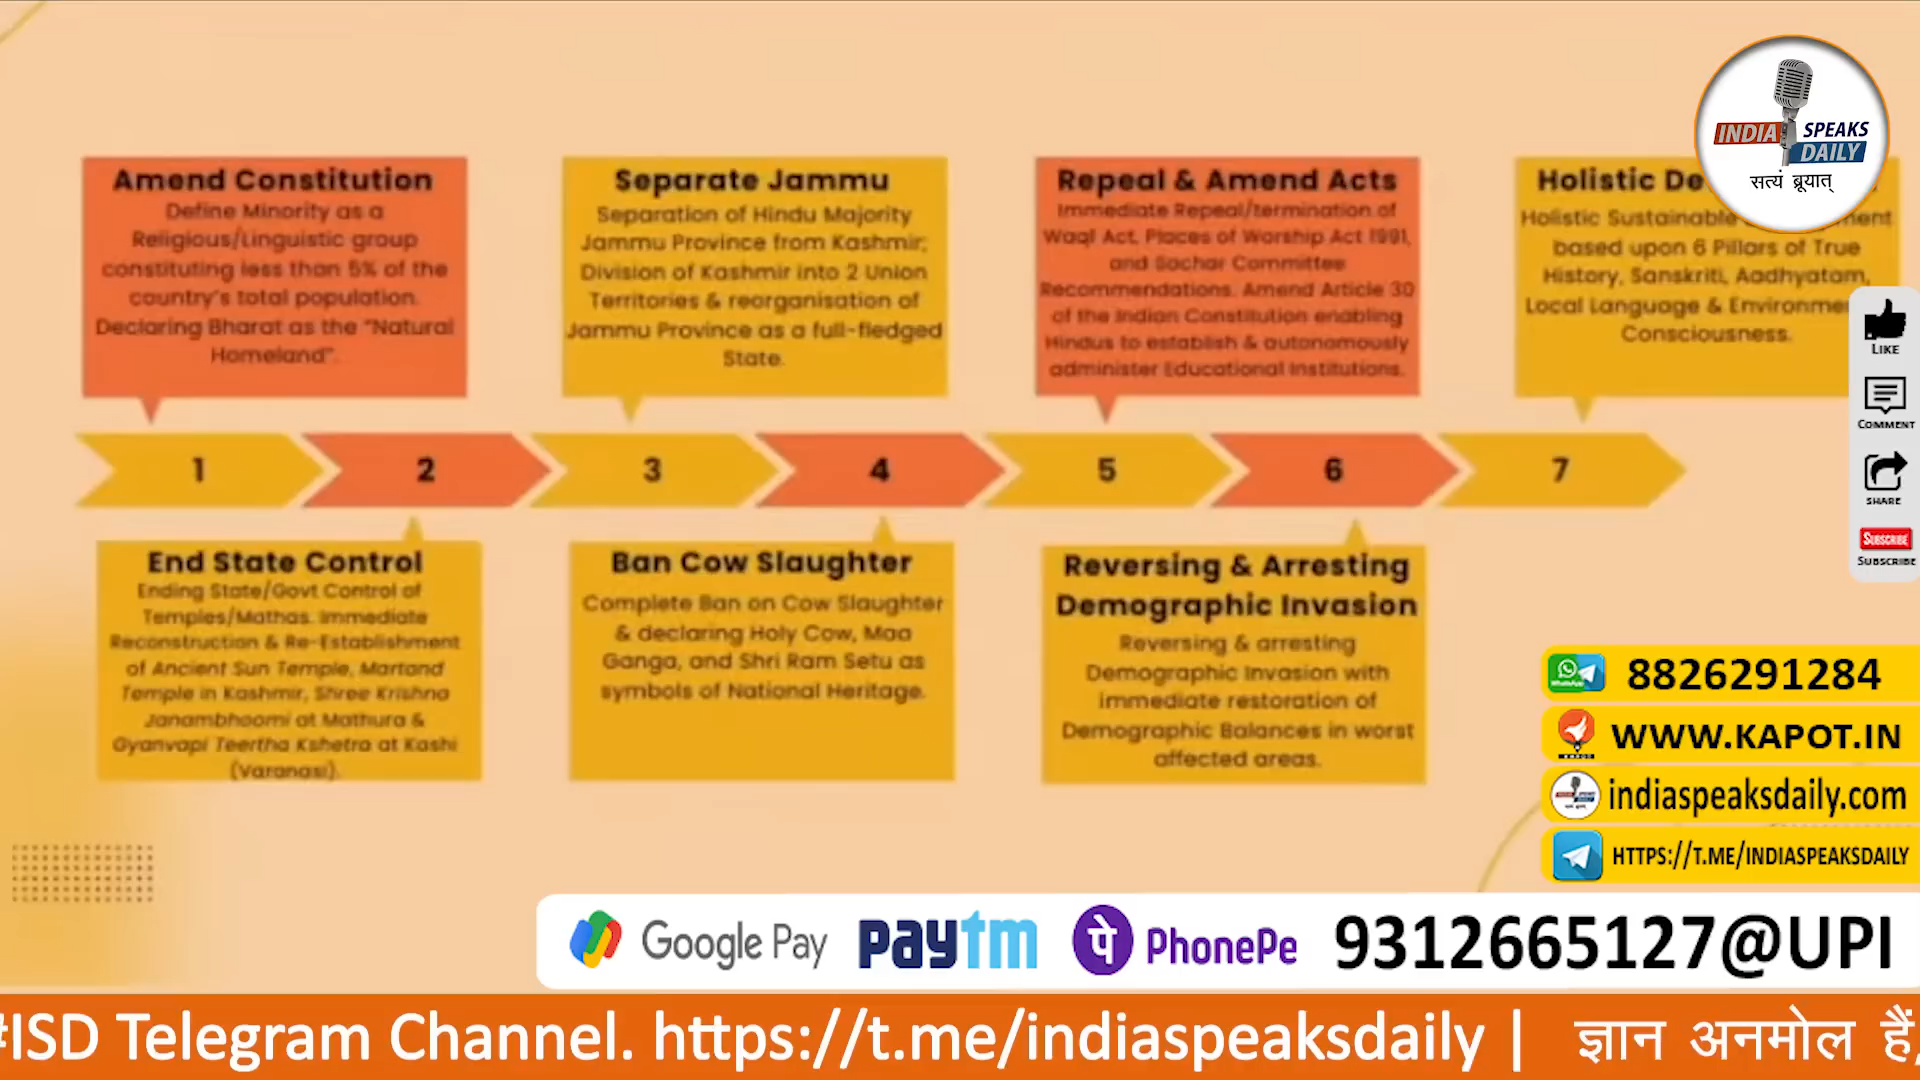 Amend Constitution
Define Minority as a
Religious/Linguistic group
constituting less than 5% of the
country's total population.
Declaring Bharat as the "Natural
Homeland".
Separate Jammu
Separation of Hindu Majority
Jammu Province from Kashmir;
Division of Kashmir into 2 Union
Territories & reorganisation of
Jammu Province as a full-fledged
State.
Repeal & Amend Acts
Immediate Repeal/termination of
Waqf Act, Places of Worship Act 1991,
and Sachar Committee
Recommendations. Amend Article 30
of the Indian Constitution enabling
Hindus to establish & autonomously
administer Educational Institutions.
Holistic
Holistic Sustainable
based upon 6 Pillars of True
History, Sanskriti, Aadhyatam,
Local Language &
Consciousness.
INDIA SPEAKS
DAILY
सत्यं ब्रूयात्
1 2 3 4 5 6 7
End State Control
Ending State/Govt Control of
Temples/Mathas. Immediate
Reconstruction & Re-Establishment
of Ancient Sun Temple, Martand
Temple in Kashmir, Shree Krishna
Janambhoomi at Mathura &
Gyanvapi Teertha Kshetra at Kashi
(Varanasi).
Ban Cow Slaughter
Complete Ban on Cow Slaughter
& declaring Holy Cow, Maa
Ganga, and Shri Ram Setu as
symbols of National Heritage.
Reversing & Arresting
Demographic Invasion
Reversing & arresting
Demographic Invasion with
immediate restoration of
Demographic Balances in worst
affected areas.
LIKE
COMMENT
SHARE
SUBSCRIBE
SUBSCRIBE
8826291284
WWW.KAPOT.IN
indiaspeaksdaily.com
HTTPS://T.ME/INDIASPEAKSDAILY
Google Pay paytm पे PhonePe 9312665127@UPI
#ISD Telegram Channel. https://t.me/indiaspeaksdaily | ज्ञान अनमोल हैं,